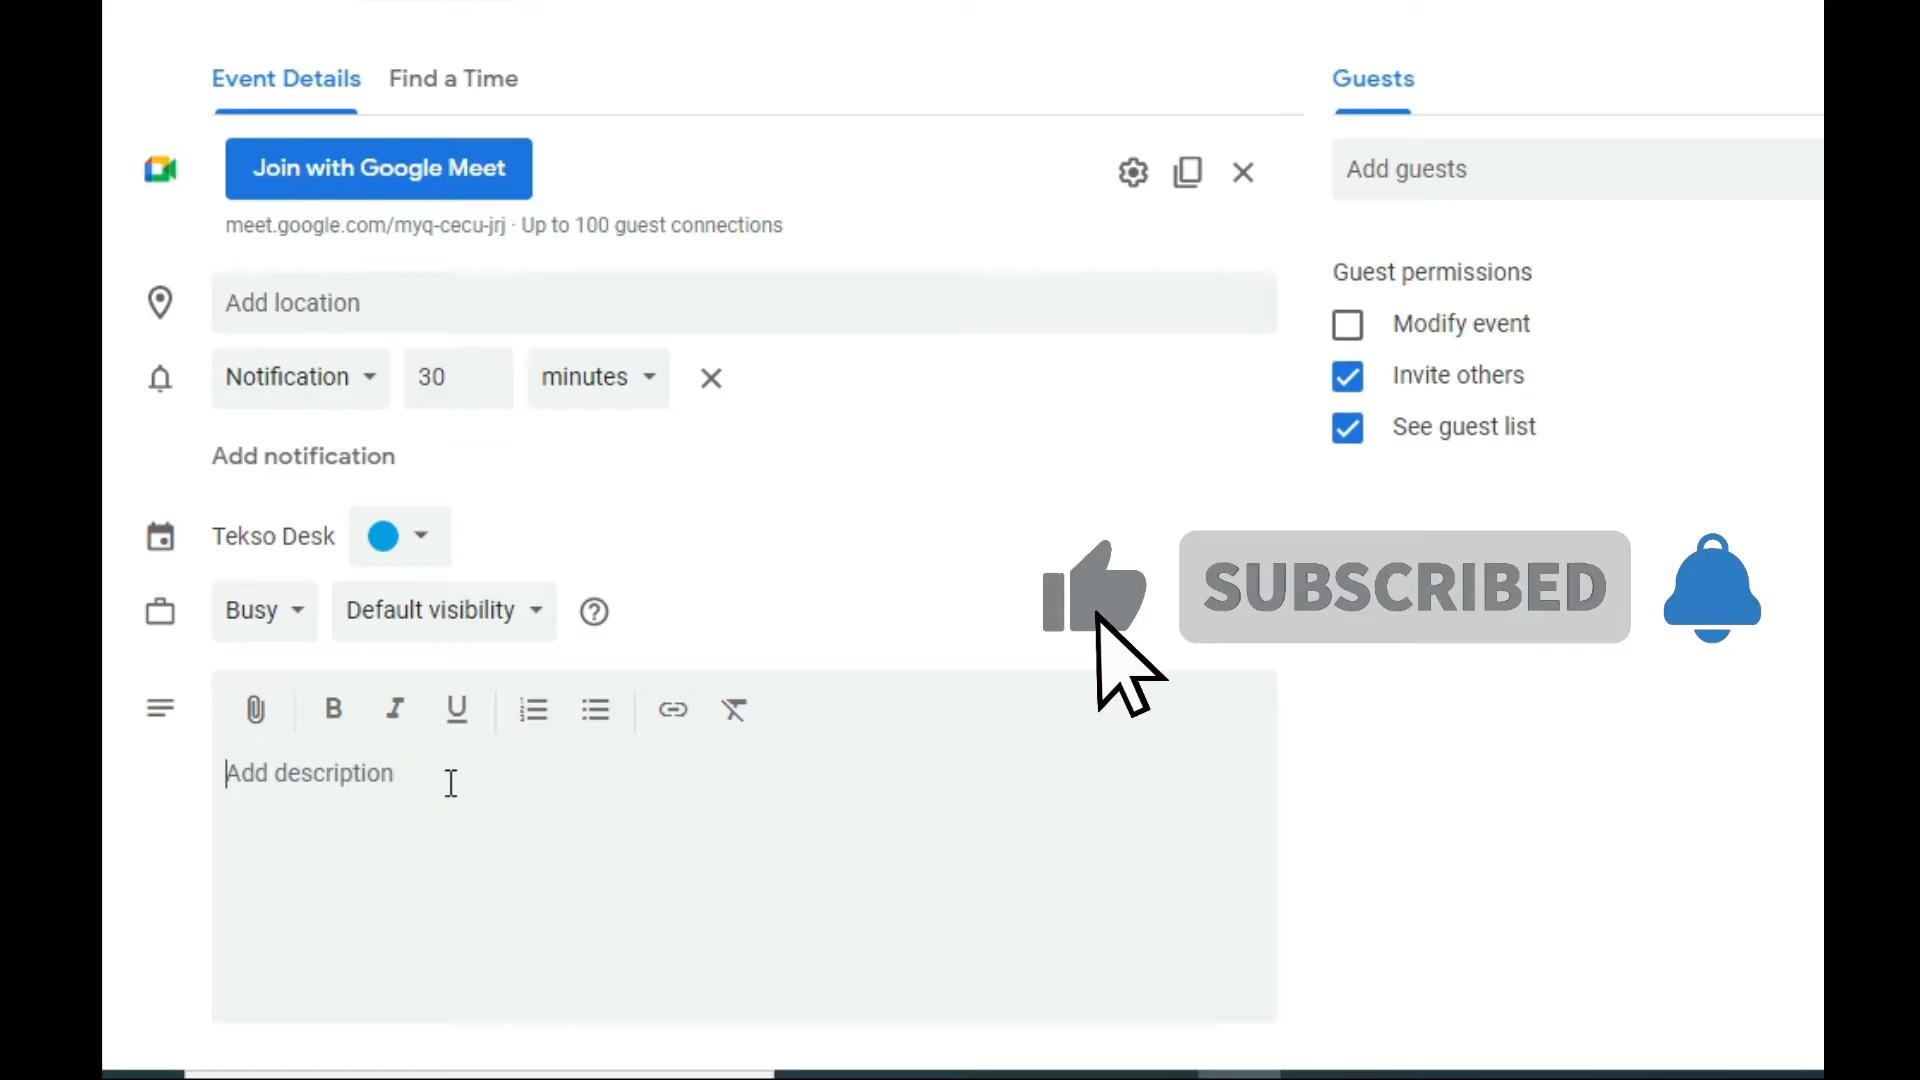 Event Details Find a Time
Guests
Join with Google Meet
Add guests
meet.google.com/myq-cecu-jrj · Up to 100 guest connections
Guest permissions
Add location
Modify event
Notification 30 minutes
Invite others
See guest list
Add notification
Tekso Desk
SUBSCRIBED
Busy Default visibility
B I U
Add description